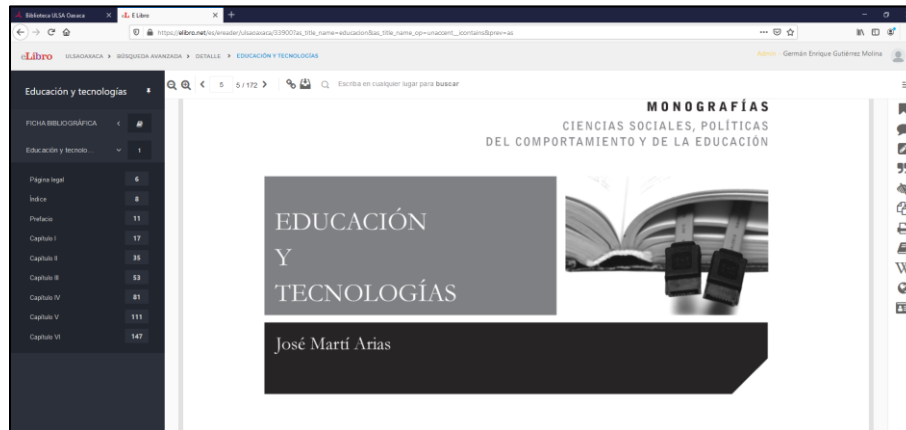 Biblioteca ULSA Oaxaca
eL E Libro
https://elibro.net/es/ereader/ulsaoaxaca/33900?as_title_name=educacion&as_title_name_op=unaccent__icontains&prev=as
eLibro
ULSAOAXACA
BÚSQUEDA AVANZADA
DETALLE
EDUCACIÓN Y TECNOLOGÍAS
Admin - Germán Enrique Gutiérrez Molina
Educación y tecnologías
5 5 / 172
Escriba en cualquier lugar para buscar
FICHA BIBLIOGRÁFICA
Educación y tecnolo... 1
Página legal 6
Índice 8
Prefacio 11
Capítulo I 17
Capítulo II 35
Capítulo III 53
Capítulo IV 81
Capítulo V 111
Capítulo VI 147
MONOGRAFÍAS
CIENCIAS SOCIALES, POLÍTICAS
DEL COMPORTAMIENTO Y DE LA EDUCACIÓN
EDUCACIÓN
Y
TECNOLOGÍAS
José Martí Arias
W